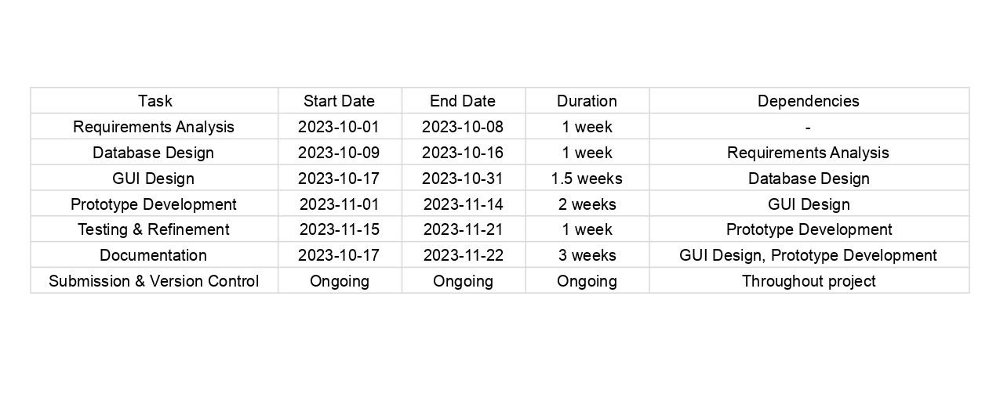 Task Start Date End Date Duration Dependencies
Requirements Analysis 2023-10-01 2023-10-08 1 week -
Database Design 2023-10-09 2023-10-16 1 week Requirements Analysis
GUI Design 2023-10-17 2023-10-31 1.5 weeks Database Design
Prototype Development 2023-11-01 2023-11-14 2 weeks GUI Design
Testing & Refinement 2023-11-15 2023-11-21 1 week Prototype Development
Documentation 2023-10-17 2023-11-22 3 weeks GUI Design, Prototype Development
Submission & Version Control Ongoing Ongoing Ongoing Throughout project